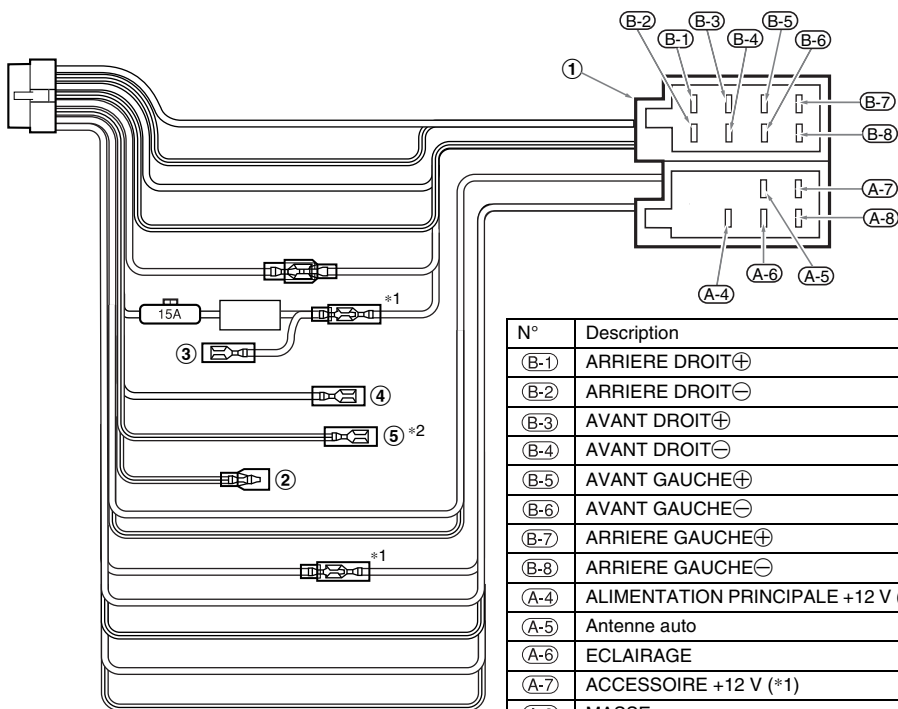 B-2 B-3 B-5
B-1 B-4 B-6
1
B-7
B-8
A-7
A-8
A-6 A-5
A-4
*1
15A
3
4
5 *2
2
*1
N° Description
B-1 ARRIERE DROIT⊕
B-2 ARRIERE DROIT⊖
B-3 AVANT DROIT⊕
B-4 AVANT DROIT⊖
B-5 AVANT GAUCHE⊕
B-6 AVANT GAUCHE⊖
B-7 ARRIERE GAUCHE⊕
B-8 ARRIERE GAUCHE⊖
A-4 ALIMENTATION PRINCIPALE +12 V (
A-5 Antenne auto
A-6 ECLAIRAGE
A-7 ACCESSOIRE +12 V (*1)